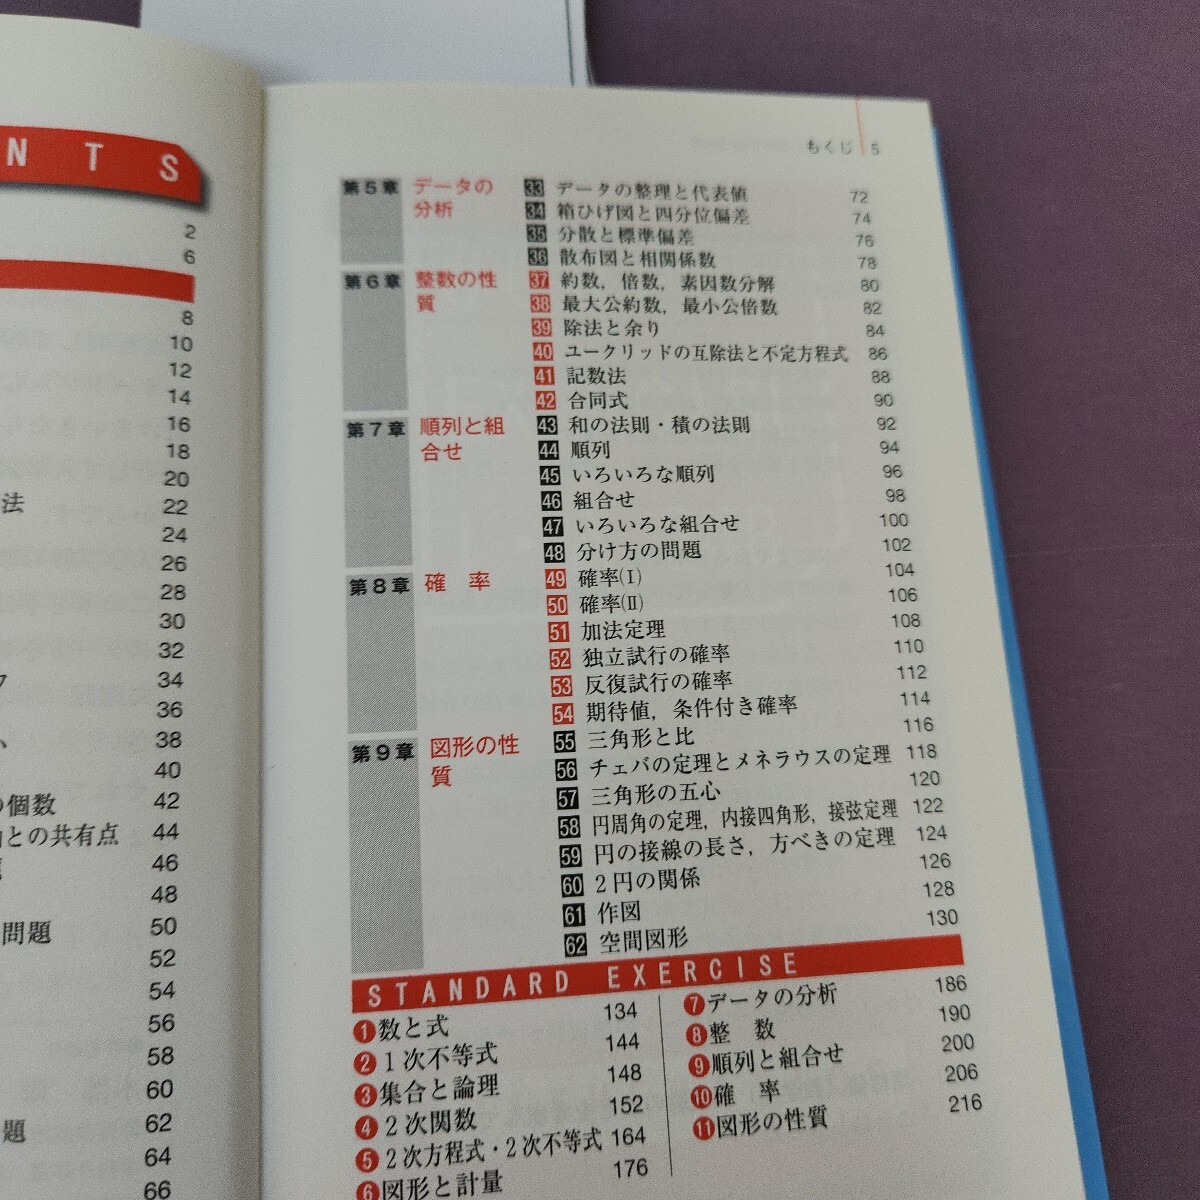 N T S
2
6
8
10
12
14
16
18
20
法 22
24
26
28
30
32
34
36
38
40
の個数 42
との共有点 44
46
48
問題 50
52
54
56
58
60
題 62
64
66
もくじ 5
第5章 データの分析 33 データの整理と代表値 72
34 箱ひげ図と四分位偏差 74
35 分散と標準偏差 76
36 散布図と相関係数 78
第6章 整数の性質 37 約数，倍数，素因数分解 80
38 最大公約数，最小公倍数 82
39 除法と余り 84
40 ユークリッドの互除法と不定方程式 86
41 記数法 88
42 合同式 90
第7章 順列と組合せ 43 和の法則・積の法則 92
44 順列 94
45 いろいろな順列 96
46 組合せ 98
47 いろいろな組合せ 100
48 分け方の問題 102
第8章 確 率 49 確率(Ⅰ) 104
50 確率(Ⅱ) 106
51 加法定理 108
52 独立試行の確率 110
53 反復試行の確率 112
54 期待値，条件付き確率 114
第9章 図形の性質 55 三角形と比 116
56 チェバの定理とメネラウスの定理 118
57 三角形の五心 120
58 円周角の定理，内接四角形，接弦定理 122
59 円の接線の長さ，方べきの定理 124
60 2円の関係 126
61 作図 128
62 空間図形 130
STANDARD EXERCISE
1 数と式 134
2 1次不等式 144
3 集合と論理 148
4 2次関数 152
5 2次方程式・2次不等式 164
6 図形と計量 176
7 データの分析 186
8 整 数 190
9 順列と組合せ 200
10 確 率 206
11 図形の性質 216